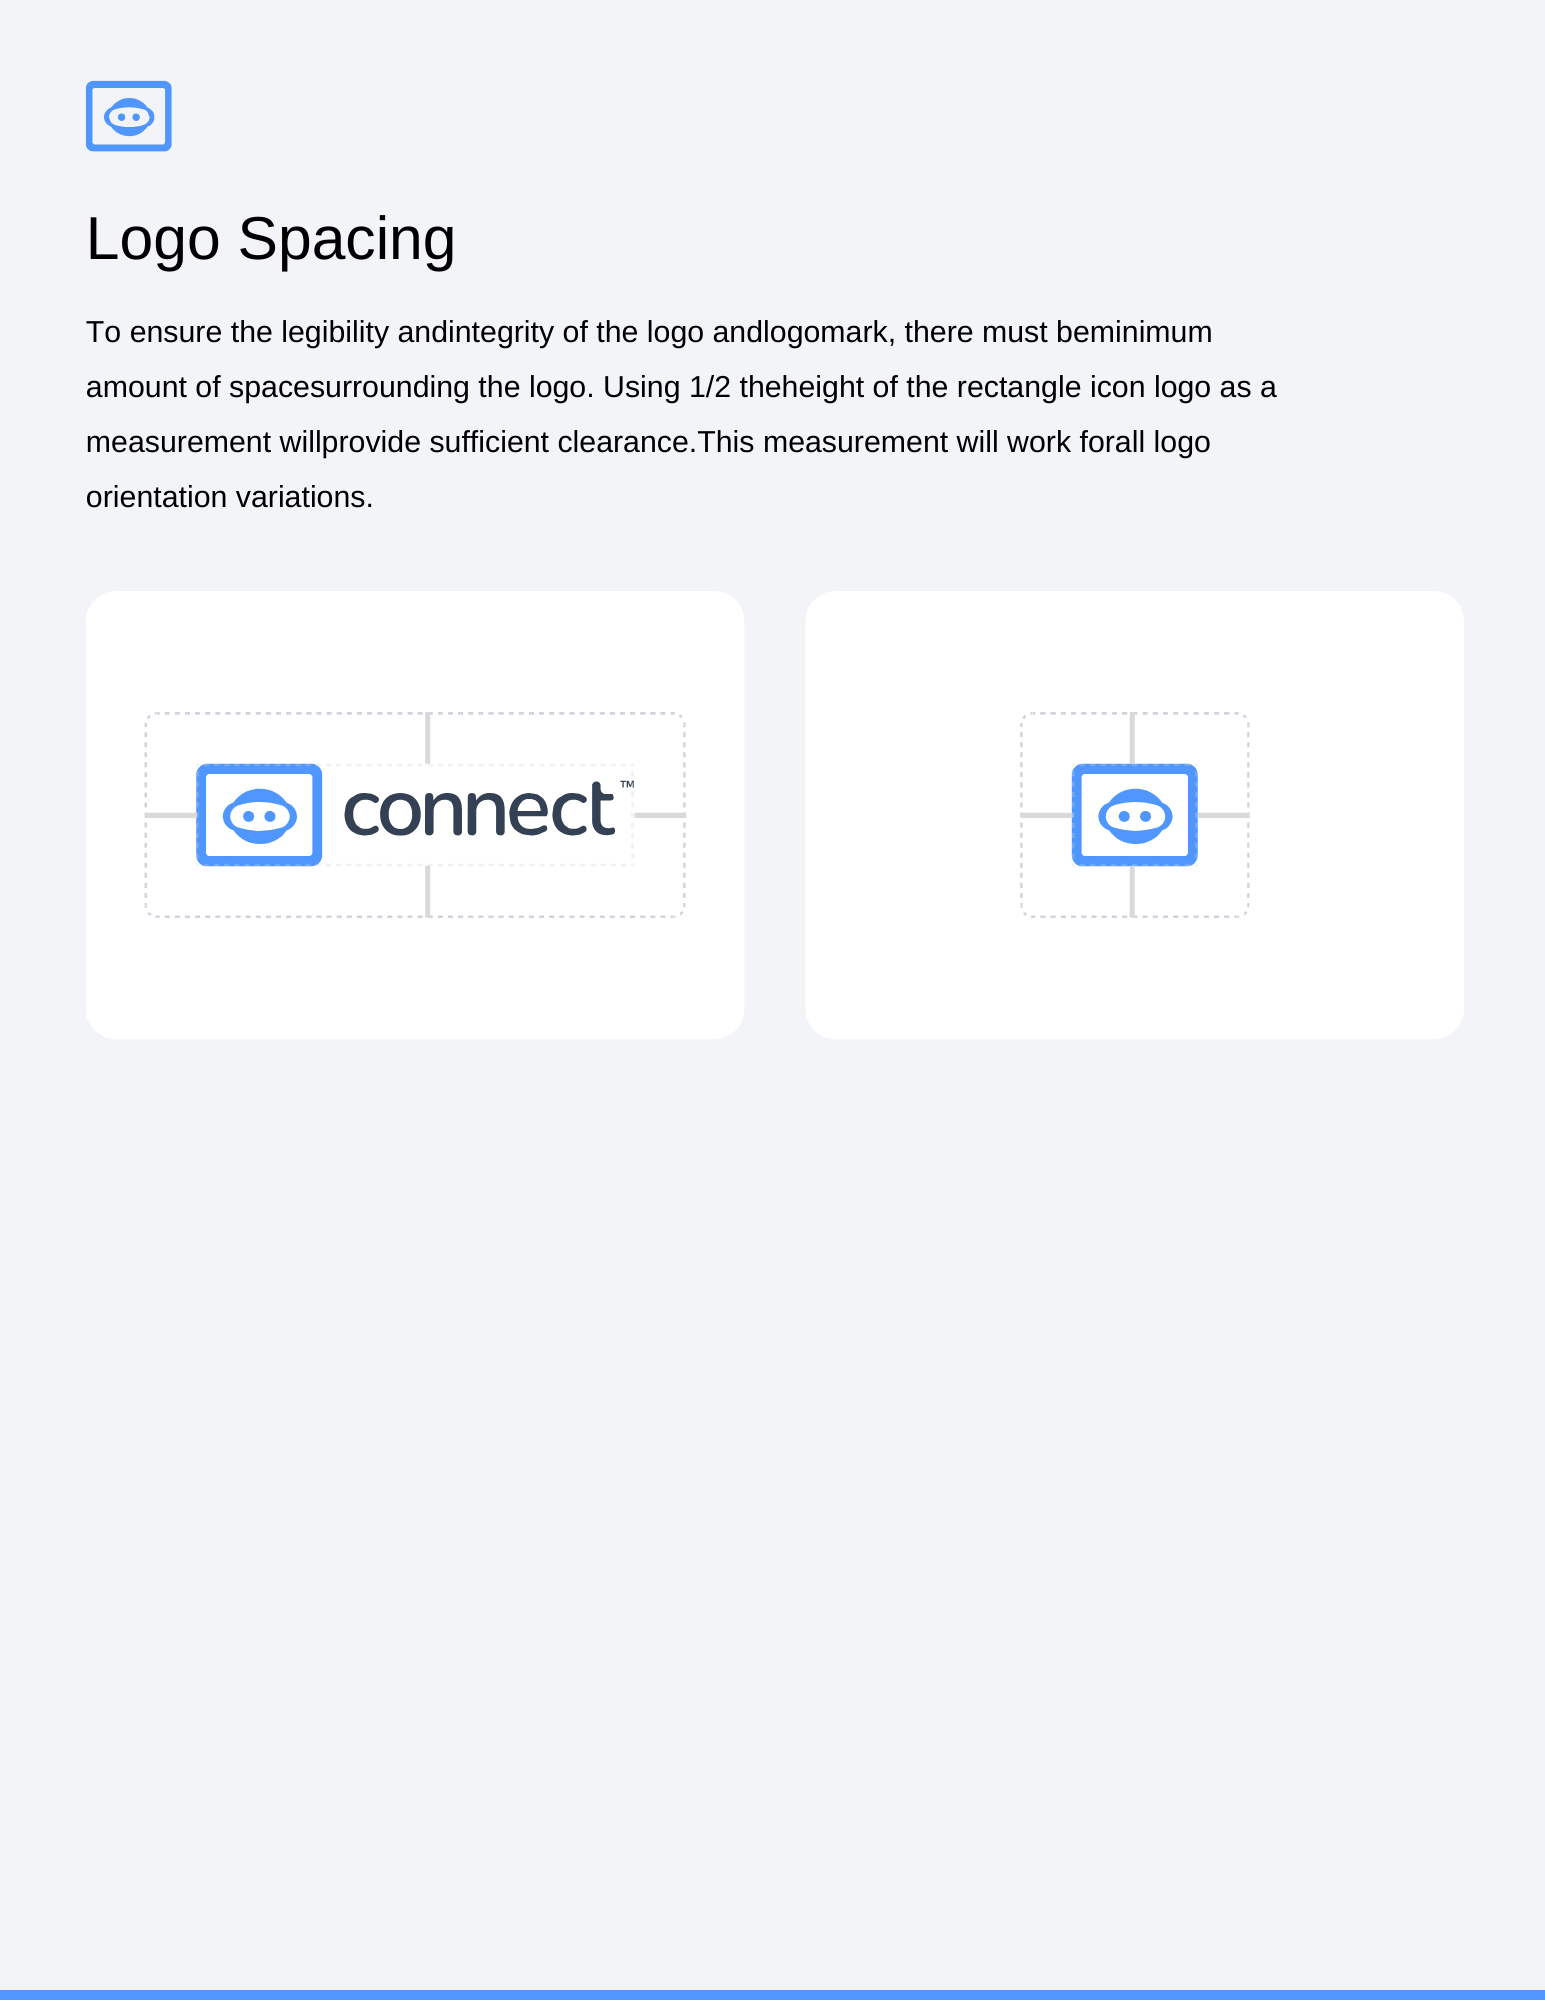 Logo Spacing
To ensure the legibility andintegrity of the logo andlogomark, there must beminimum
amount of spacesurrounding the logo. Using 1/2 theheight of the rectangle icon logo as a
measurement willprovide sufficient clearance.This measurement will work forall logo
orientation variations.
connect™